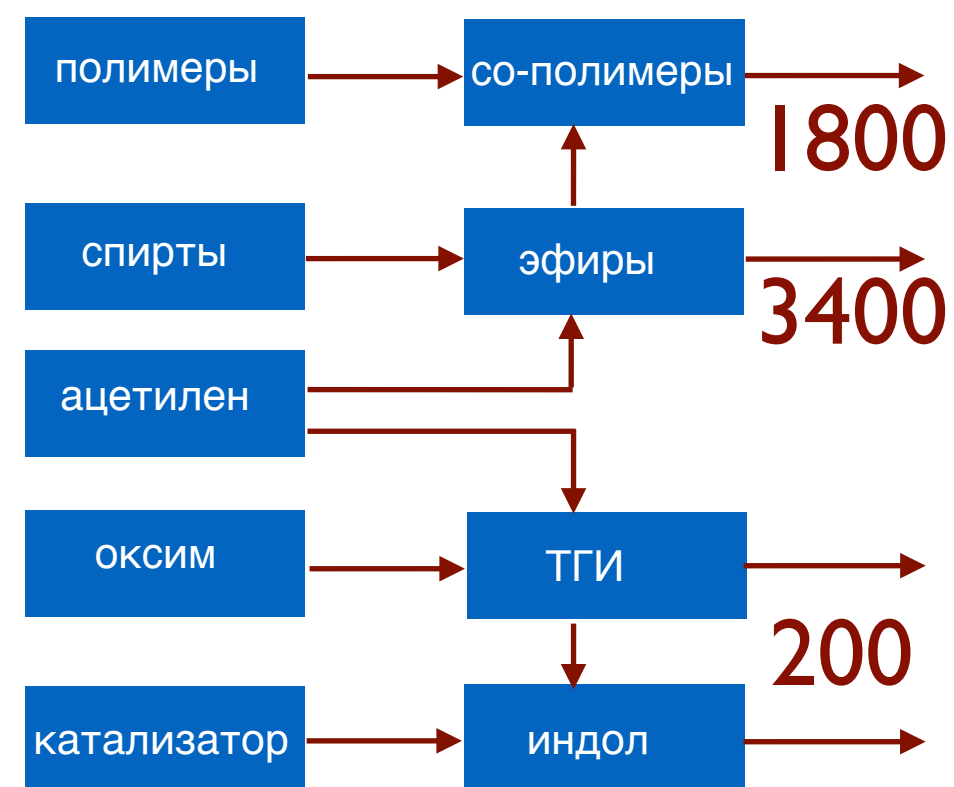 полимеры
со-полимеры
1800
спирты
эфиры
3400
ацетилен
оксим
ТГИ
200
катализатор
индол